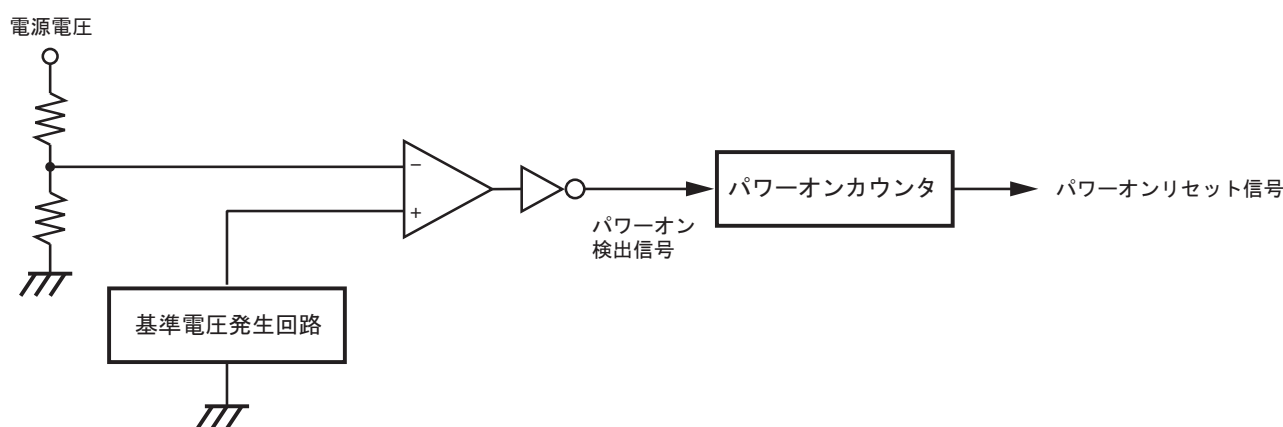 電源電圧
−
+
パワーオンカウンタ
パワーオンリセット信号
パワーオン
検出信号
基準電圧発生回路